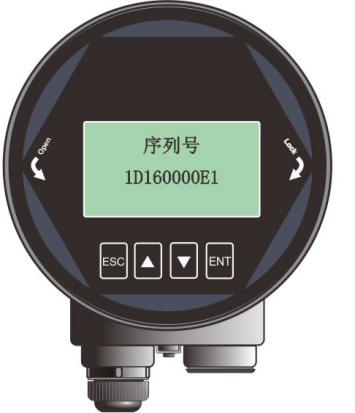 Open
Lock
序列号
1D160000E1
ESC
ENT